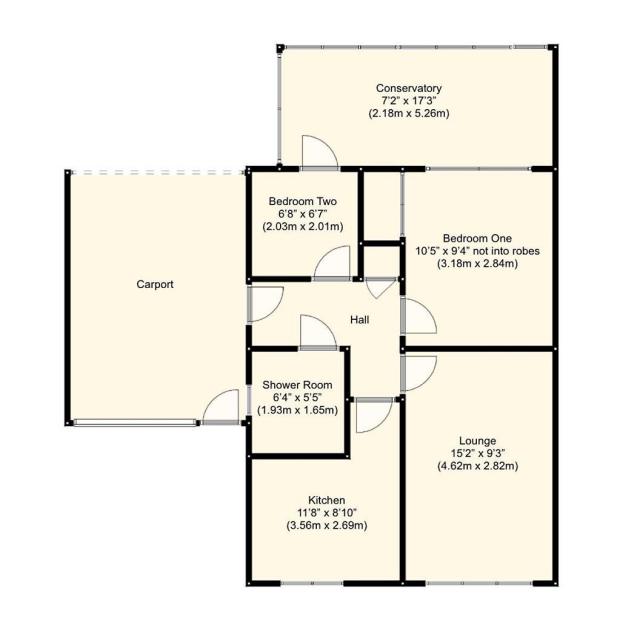 Conservatory
7'2" x 17'3"
(2.18m x 5.26m)
Bedroom Two
6'8" x 6'7"
(2.03m x 2.01m)
Bedroom One
10'5" x 9'4" not into robes
(3.18m x 2.84m)
Carport
Hall
Shower Room
6'4" x 5'5"
(1.93m x 1.65m)
Lounge
15'2" x 9'3"
(4.62m x 2.82m)
Kitchen
11'8" x 8'10"
(3.56m x 2.69m)